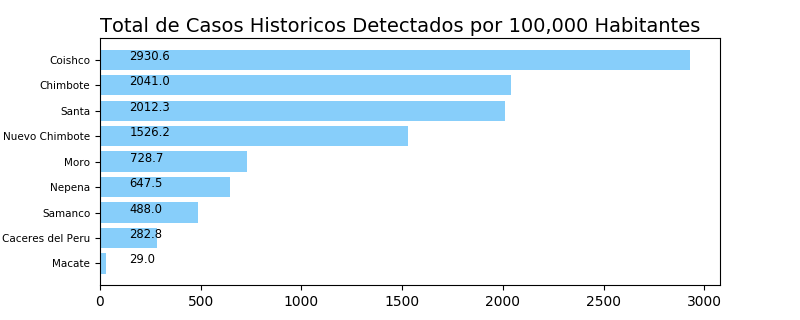 Total de Casos Historicos Detectados por 100,000 Habitantes
Coishco 2930.6
Chimbote 2041.0
Santa 2012.3
Nuevo Chimbote 1526.2
Moro 728.7
Nepena 647.5
Samanco 488.0
Caceres del Peru 282.8
Macate 29.0
0 500 1000 1500 2000 2500 3000